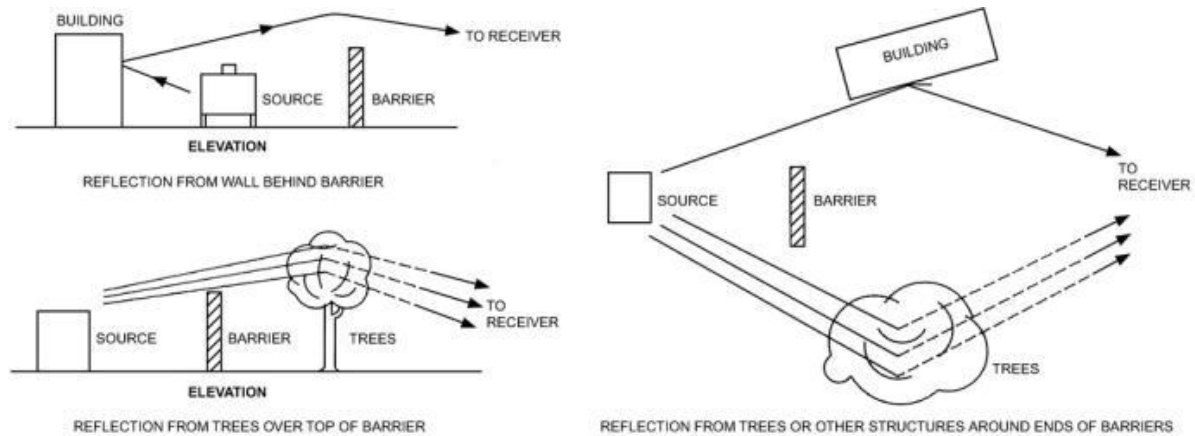 BUILDING
TO RECEIVER
SOURCE
BARRIER
ELEVATION
REFLECTION FROM WALL BEHIND BARRIER
SOURCE
BARRIER
TREES
TO
RECEIVER
ELEVATION
REFLECTION FROM TREES OVER TOP OF BARRIER
BUILDING
SOURCE
BARRIER
TO
RECEIVER
TREES
REFLECTION FROM TREES OR OTHER STRUCTURES AROUND ENDS OF BARRIERS